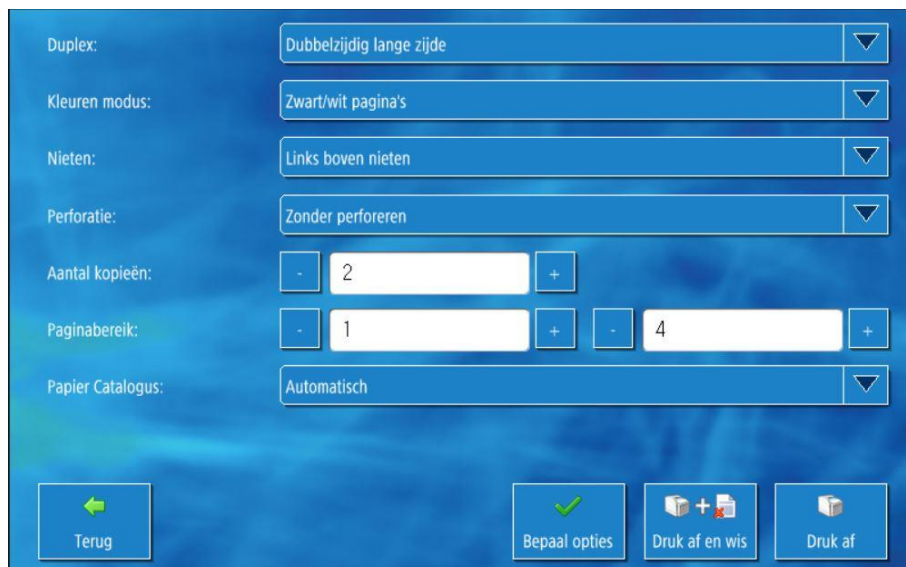 Duplex: Dubbelzijdig lange zijde
Kleuren modus: Zwart/wit pagina's
Nieten: Links boven nieten
Perforatie: Zonder perforeren
Aantal kopieën: - 2 +
Paginabereik: - 1 + - 4 +
Papier Catalogus: Automatisch
Terug Bepaal opties Druk af en wis Druk af